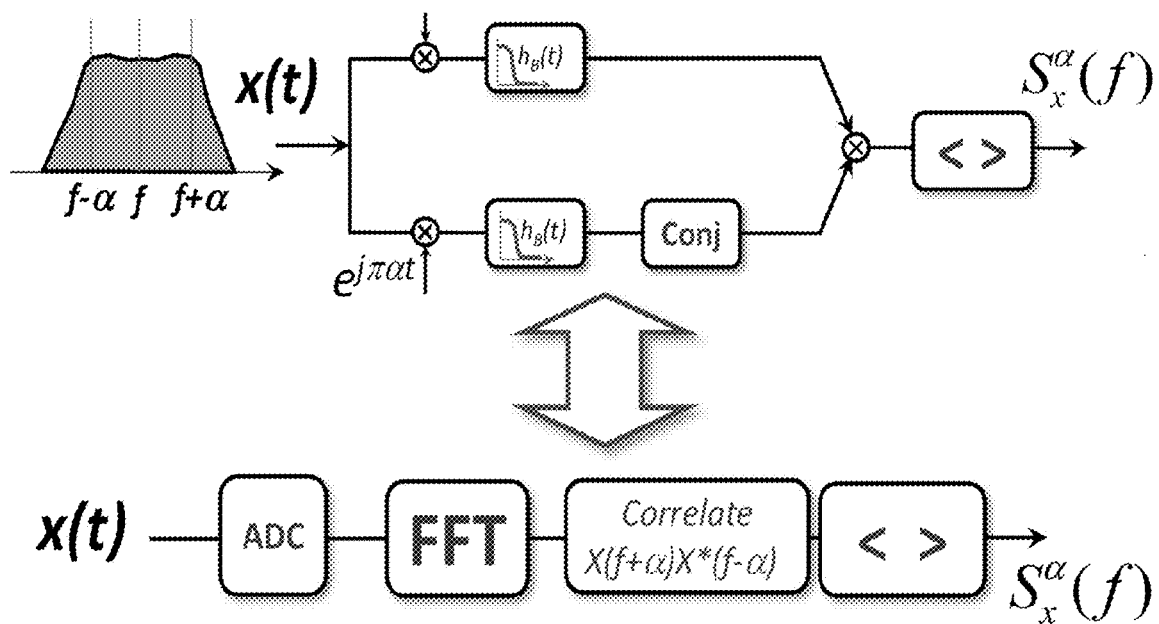 x(t)
f-α f f+α
h_B(t)
S_x^α(f)
< >
h_B(t)
Conj
e^{jπαt}
x(t)
ADC
FFT
Correlate
X(f+α)X*(f-α)
< >
S_x^α(f)